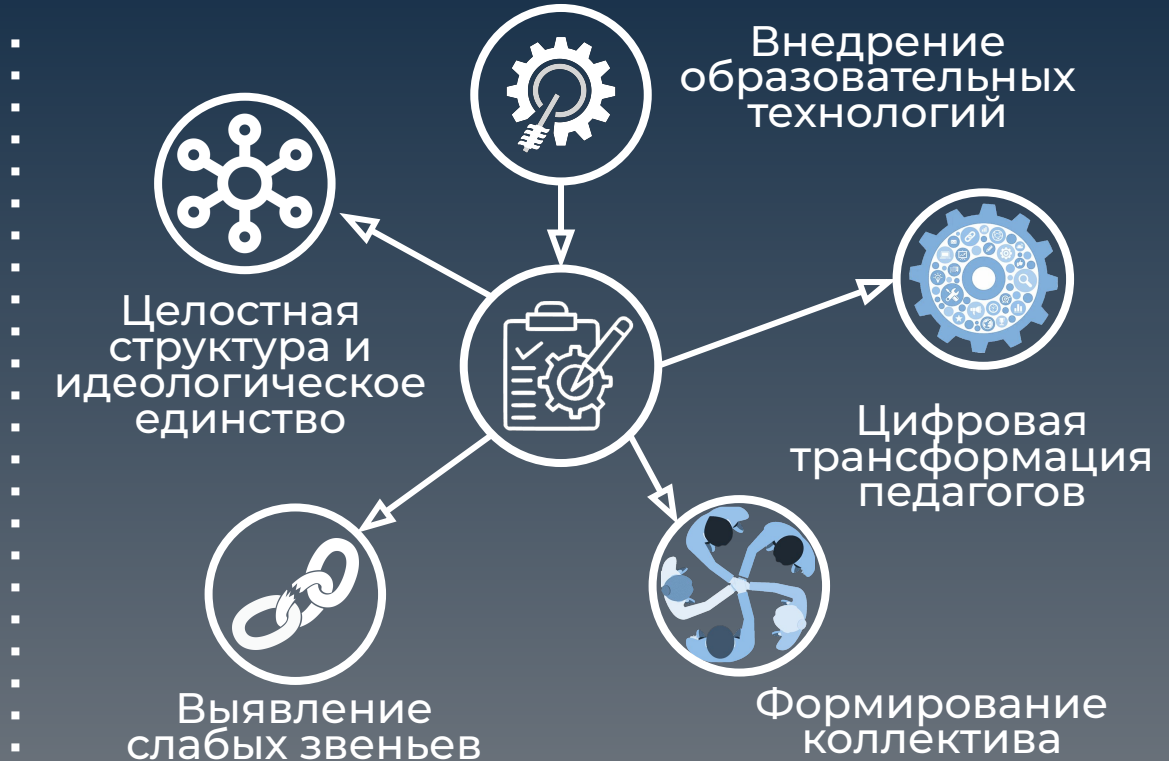 Внедрение
образовательных
технологий
Целостная
структура и
идеологическое
единство
Цифровая
трансформация
педагогов
Выявление
слабых звеньев
Формирование
коллектива